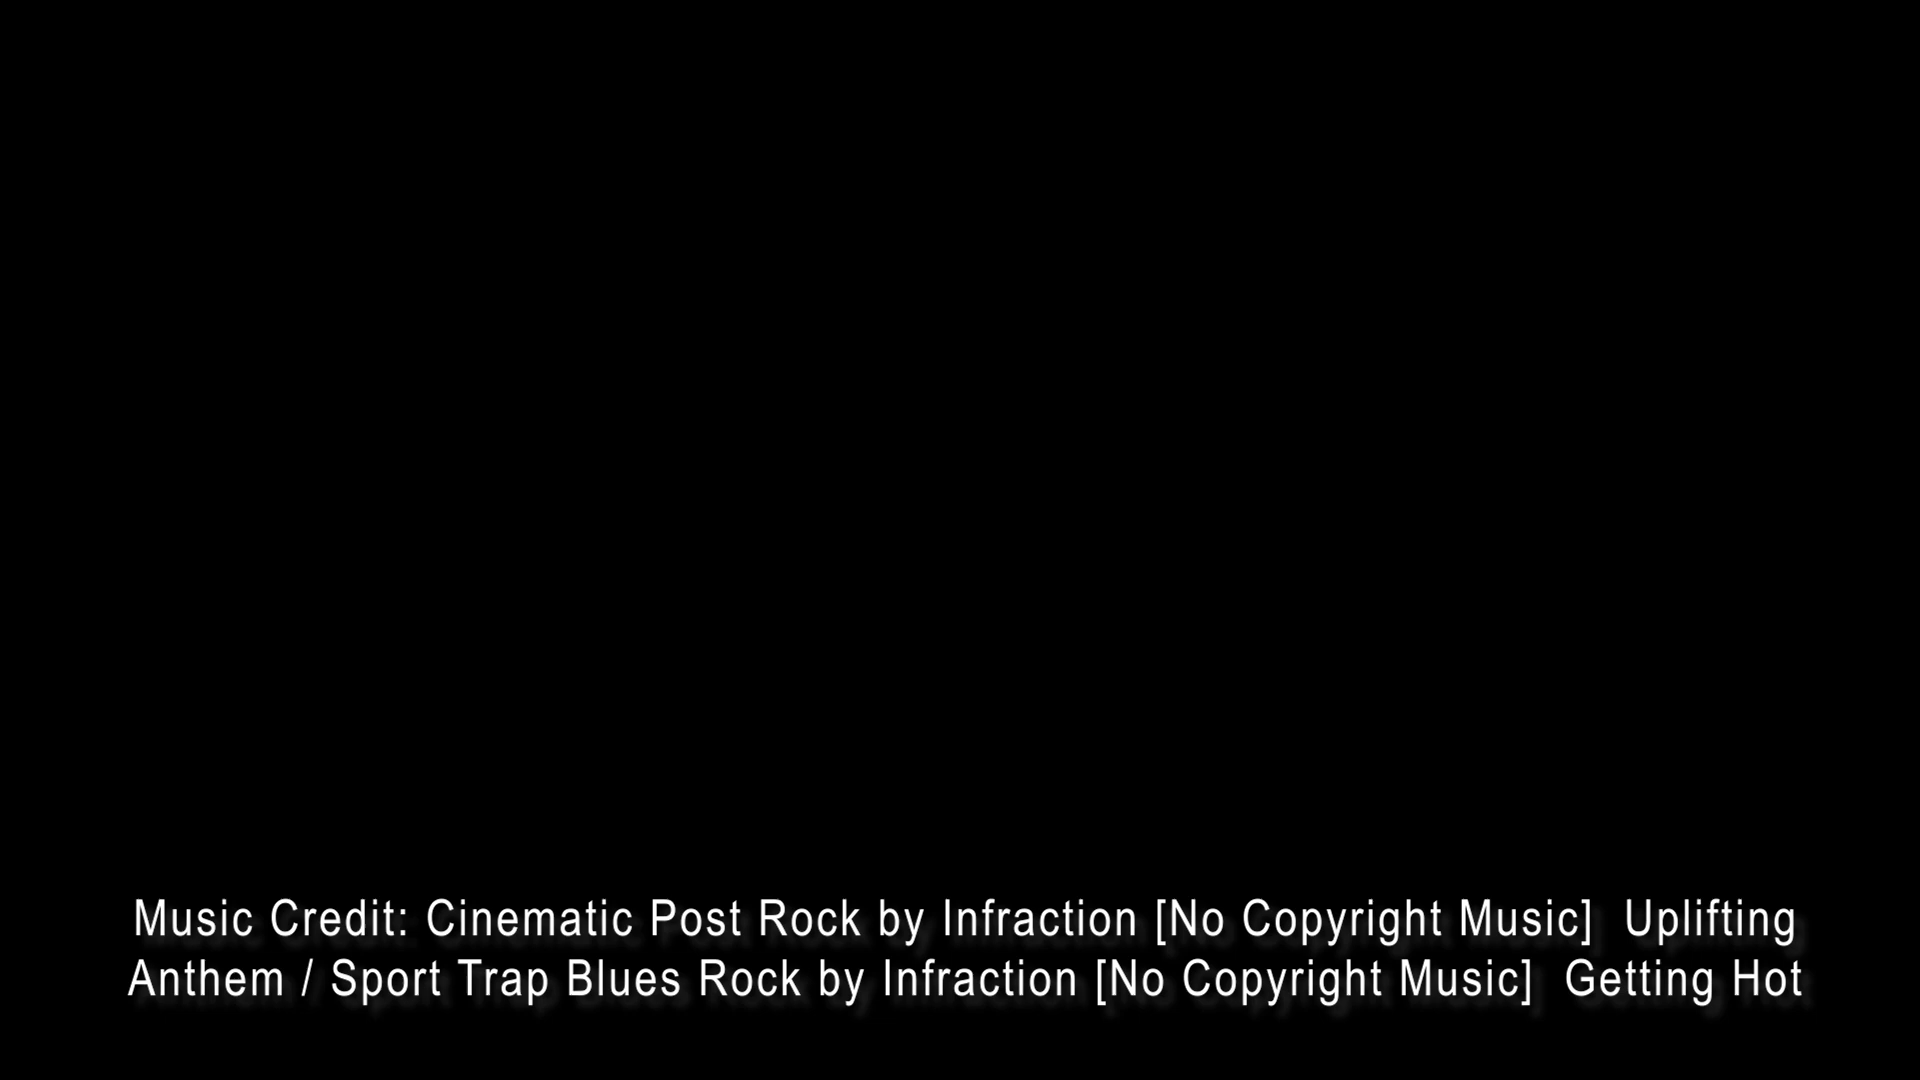 Music Credit: Cinematic Post Rock by Infraction [No Copyright Music]  Uplifting
Anthem / Sport Trap Blues Rock by Infraction [No Copyright Music]  Getting Hot